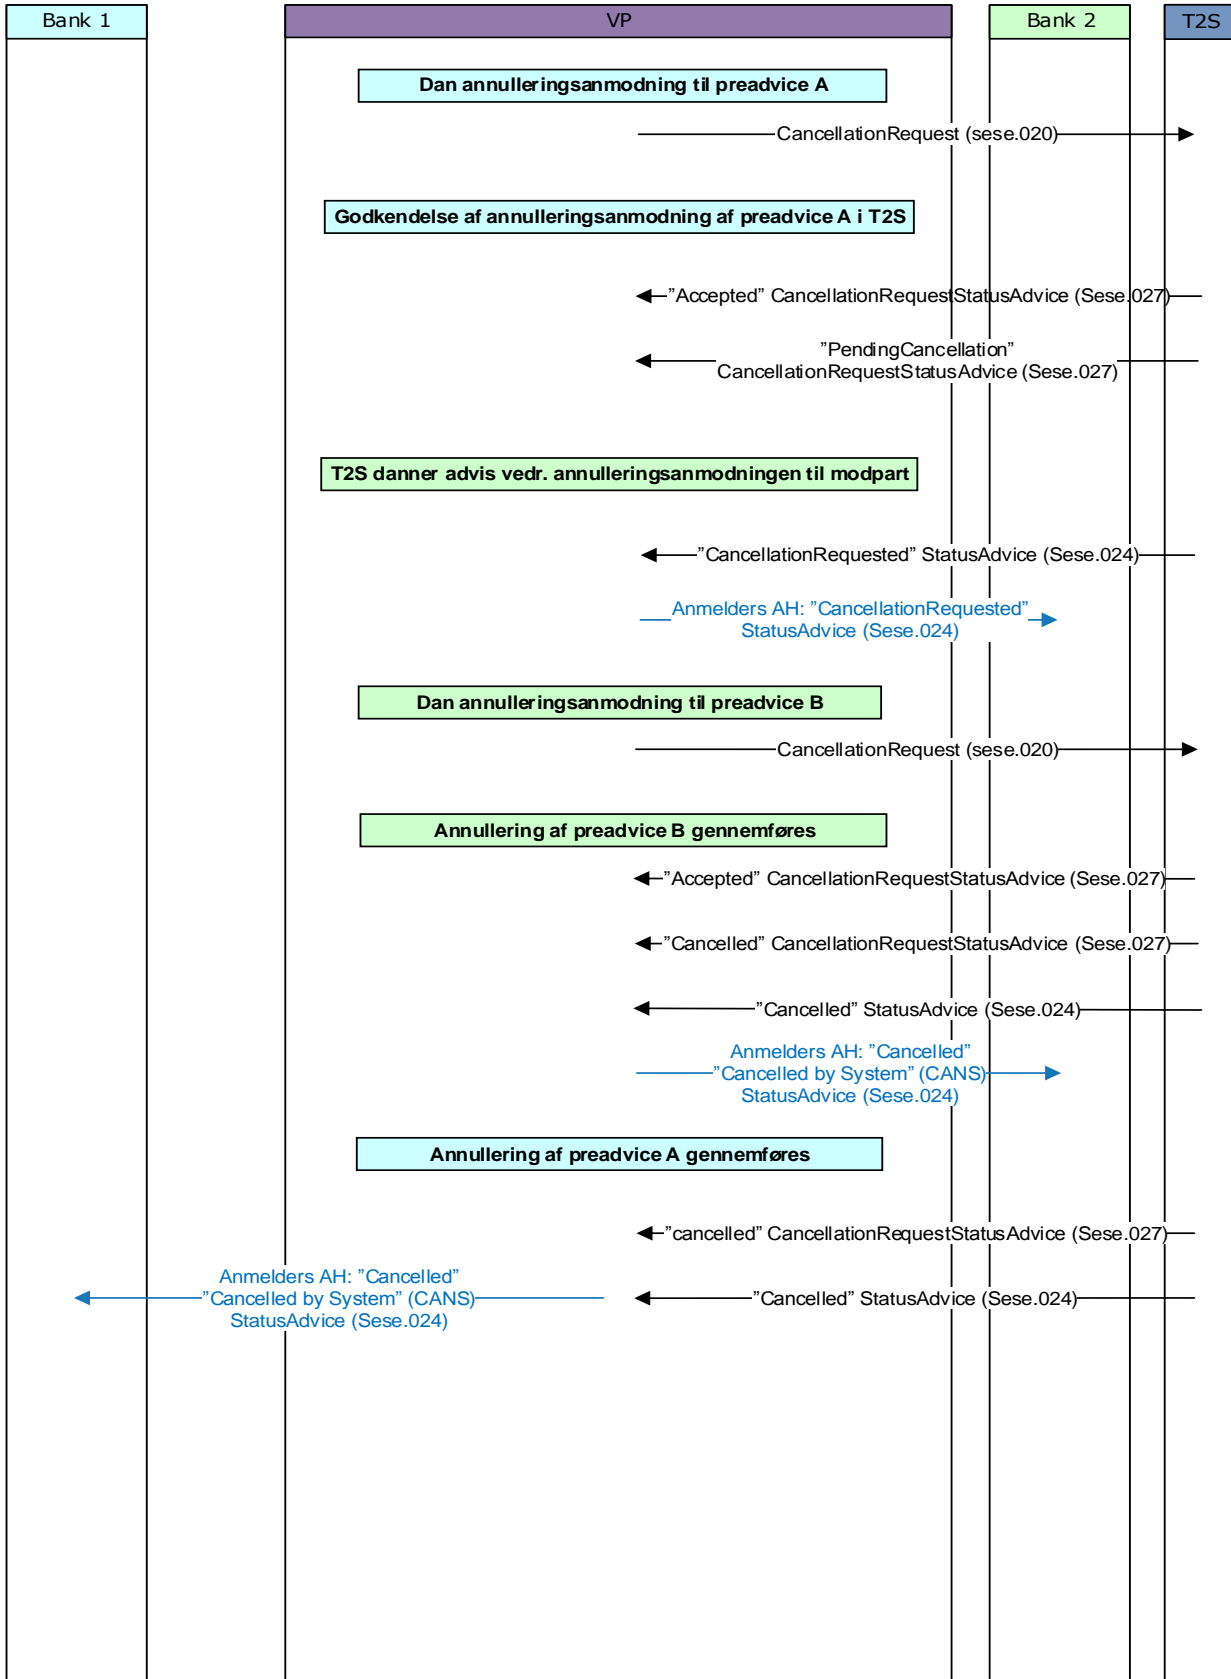 Bank 1
VP
Bank 2
T2S
Dan annulleringsanmodning til preadvice A
CancellationRequest (sese.020)
Godkendelse af annulleringsanmodning af preadvice A i T2S
”Accepted” CancellationRequestStatusAdvice (Sese.027)
”PendingCancellation”
CancellationRequestStatusAdvice (Sese.027)
T2S danner advis vedr. annulleringsanmodningen til modpart
”CancellationRequested” StatusAdvice (Sese.024)
Anmelders AH: ”CancellationRequested”
StatusAdvice (Sese.024)
Dan annulleringsanmodning til preadvice B
CancellationRequest (sese.020)
Annullering af preadvice B gennemføres
”Accepted” CancellationRequestStatusAdvice (Sese.027)
”Cancelled” CancellationRequestStatusAdvice (Sese.027)
”Cancelled” StatusAdvice (Sese.024)
Anmelders AH: ”Cancelled”
”Cancelled by System” (CANS)
StatusAdvice (Sese.024)
Annullering af preadvice A gennemføres
”cancelled” CancellationRequestStatusAdvice (Sese.027)
Anmelders AH: ”Cancelled”
”Cancelled by System” (CANS)
StatusAdvice (Sese.024)
”Cancelled” StatusAdvice (Sese.024)